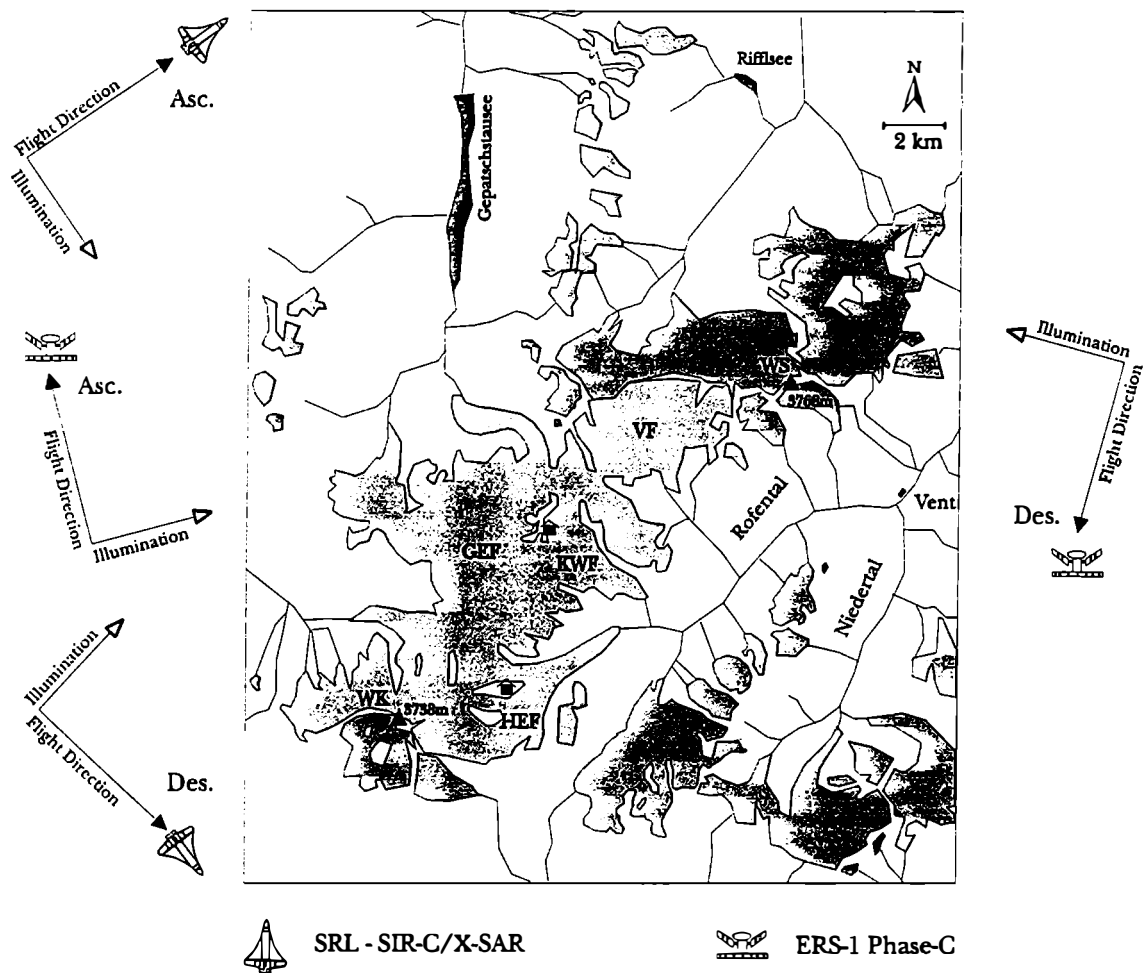 Rifflsee
N
2 km
Flight Direction
Asc.
Illumination
Gepatschstausee
Asc.
Flight Direction
Illumination
WS
3768m
Illumination
Flight Direction
Des.
VF
Rofental
Vent
GEF
KWF
Niedertal
Illumination
Flight Direction
Des.
WK
3738m
HEF
SRL - SIR-C/X-SAR
ERS-1 Phase-C